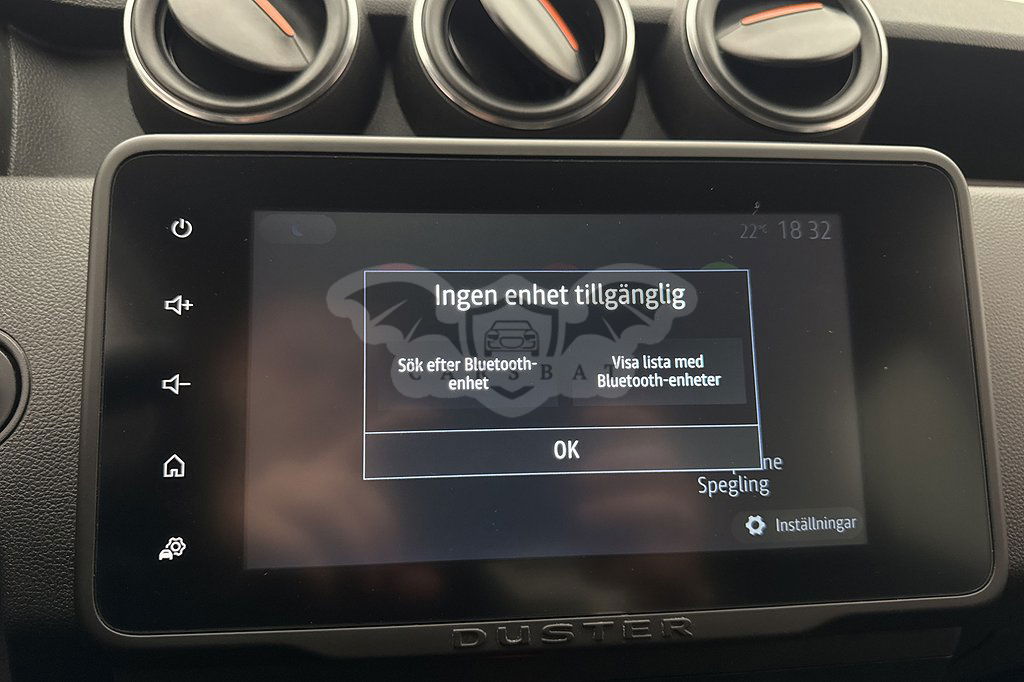 22°C 18 32
Ingen enhet tillgänglig
Sök efter Bluetooth-
enhet
Visa lista med
Bluetooth-enheter
CARSBAT
OK
Spegling
Inställningar
DUSTER